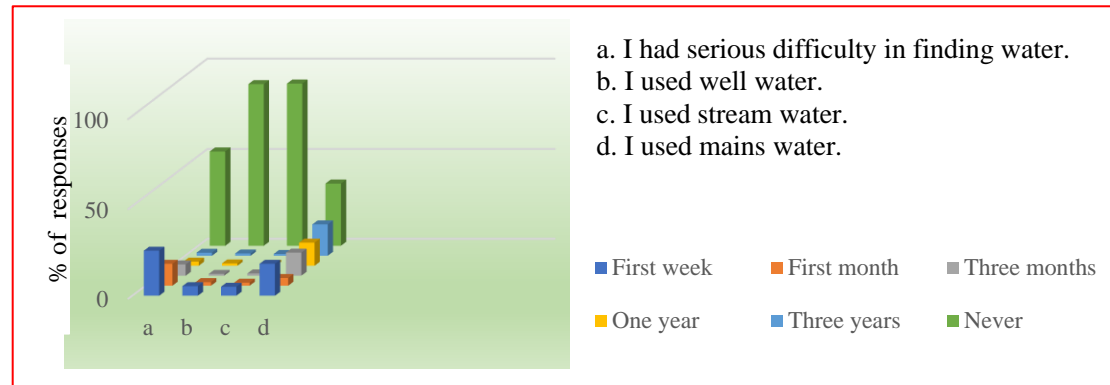 % of responses
100
50
0
a b c d
a. I had serious difficulty in finding water.
b. I used well water.
c. I used stream water.
d. I used mains water.
First week First month Three months
One year Three years Never